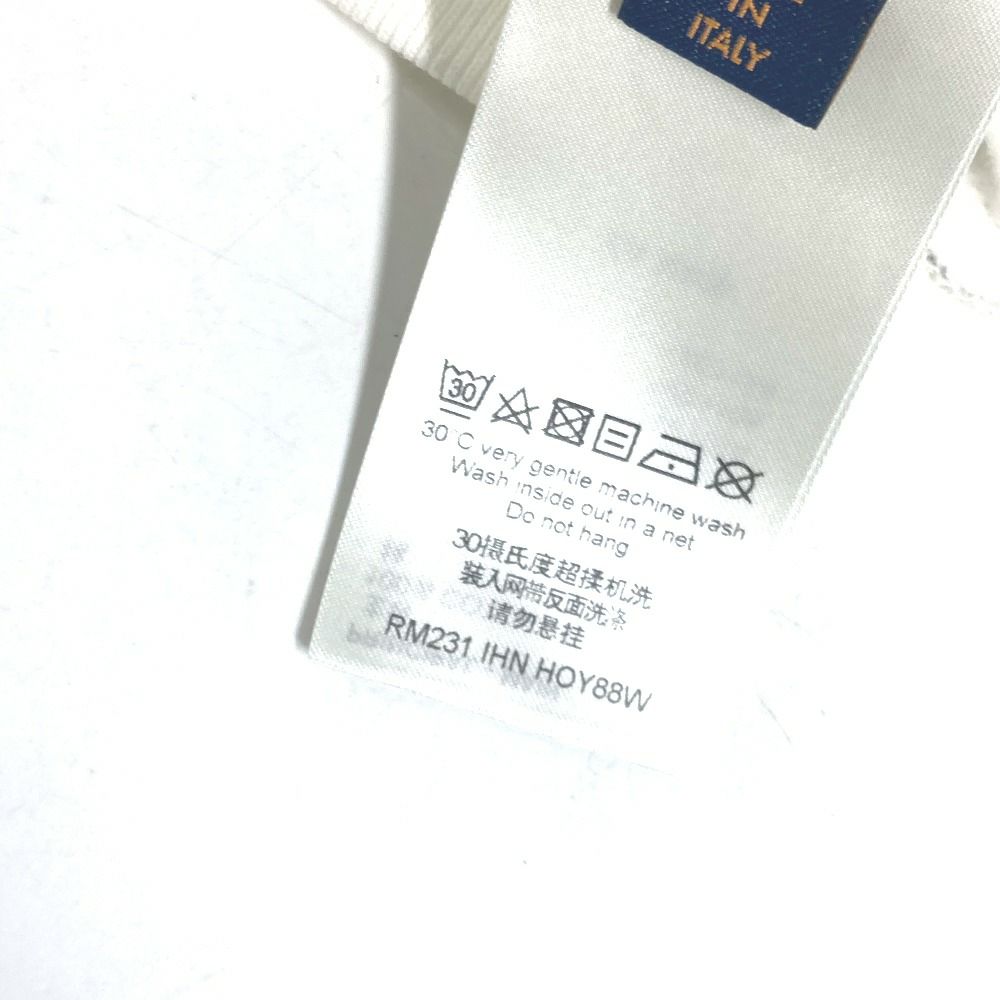 IN
ITALY
30
30°C very gentle machine wash
Wash inside out in a net
Do not hang
30摄氏度超揉机洗
装入网带反面洗涤
请勿悬挂
RM231 IHN HOY88W